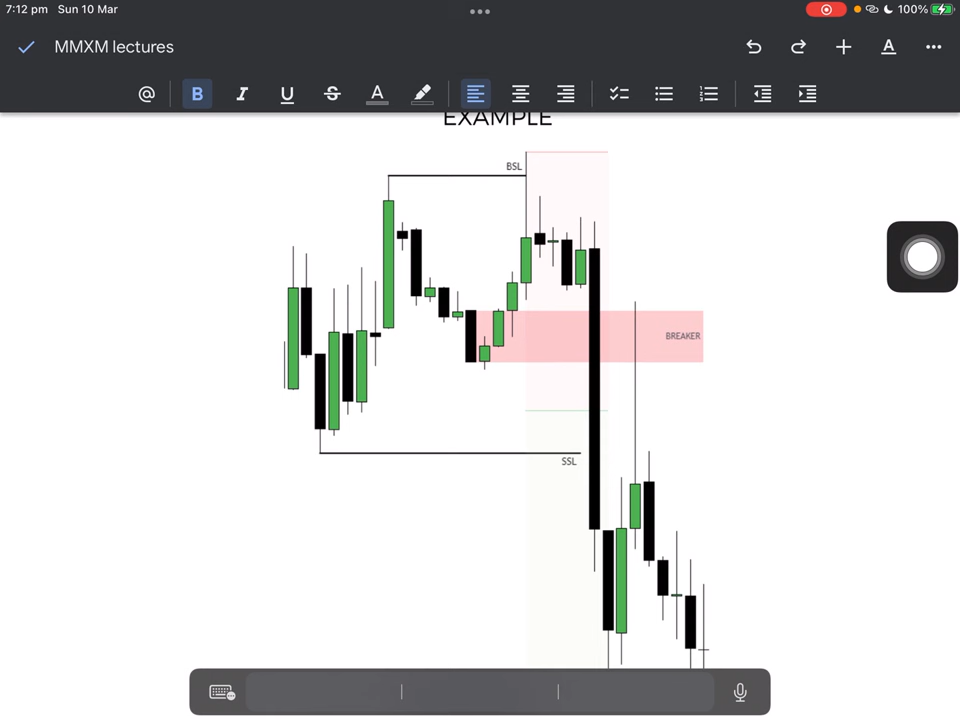 7:12 pm Sun 10 Mar
100%
MMXM lectures
A
@ B I U S A
EXAMPLE
BSL
BREAKER
SSL